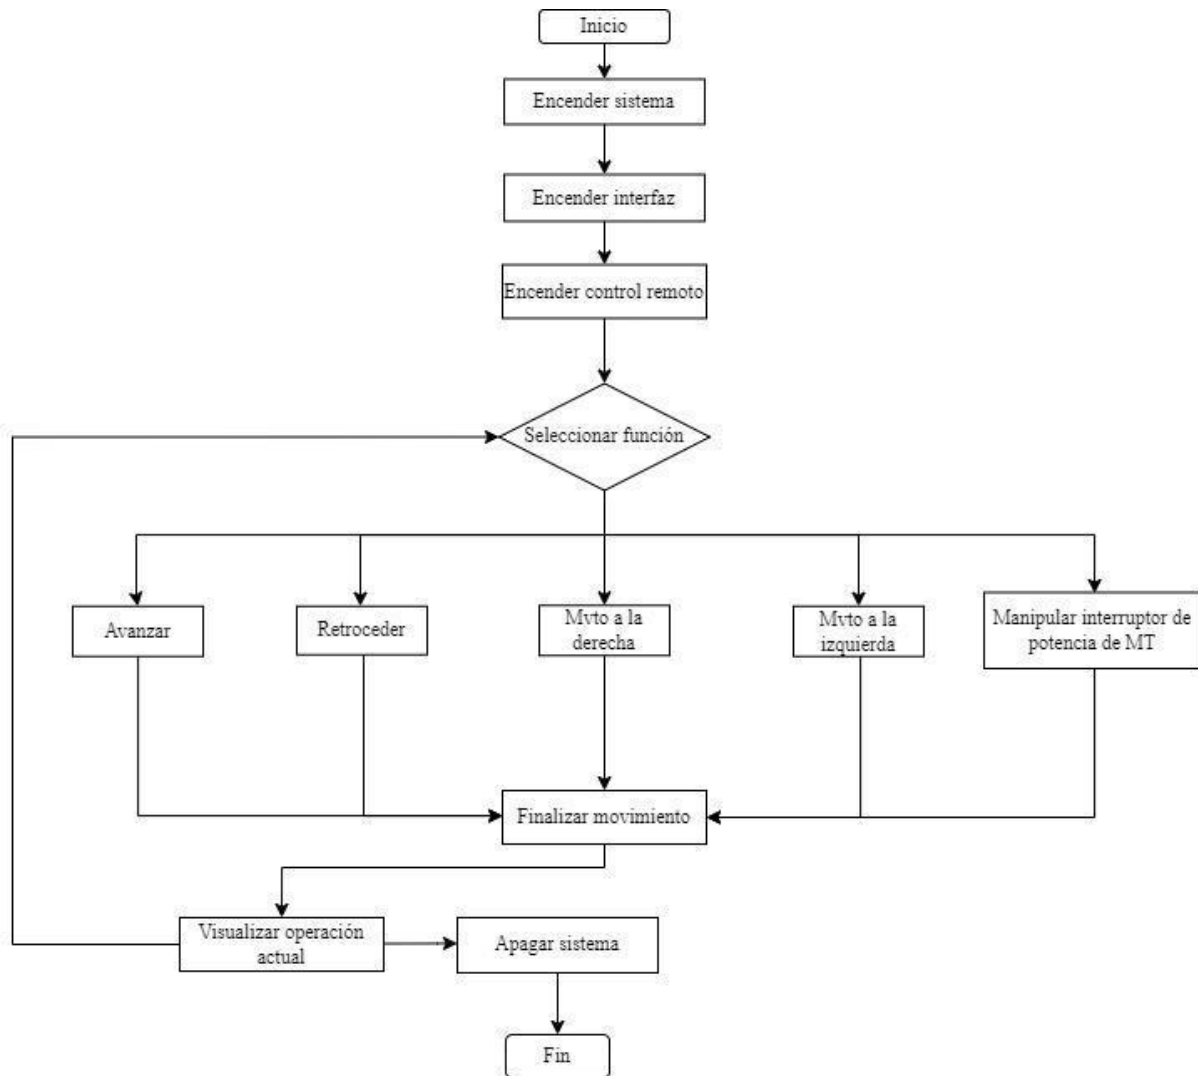 Inicio
Encender sistema
Encender interfaz
Encender control remoto
Seleccionar función
Avanzar
Retroceder
Mvto a la
derecha
Mvto a la
izquierda
Manipular interruptor de
potencia de MT
Finalizar movimiento
Visualizar operación
actual
Apagar sistema
Fin